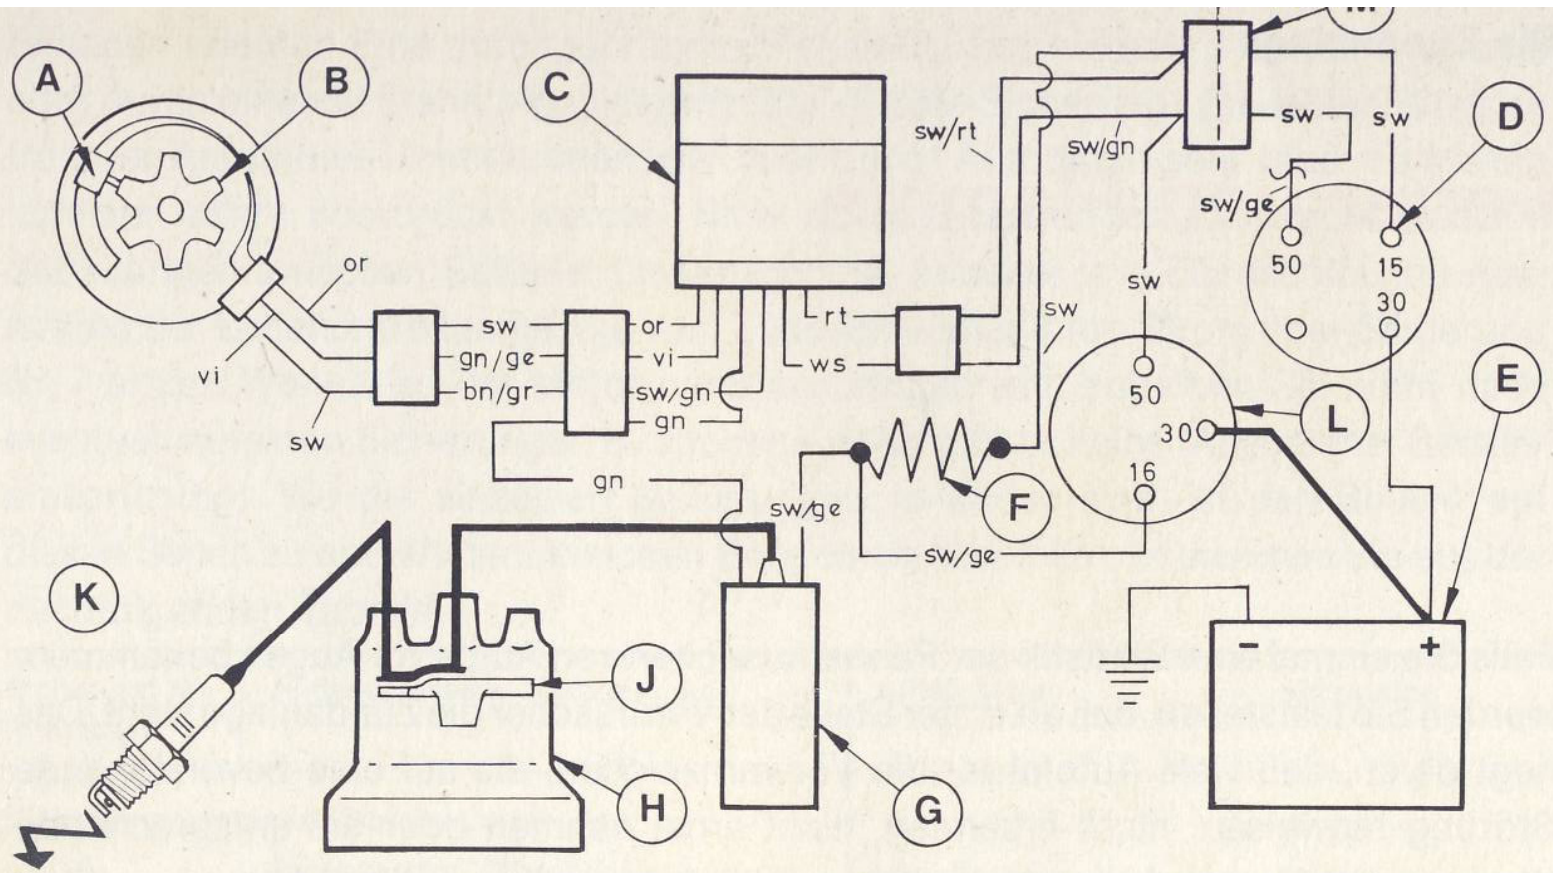 M
A
B
C
D
sw
sw
sw/rt
sw/gn
sw/ge
50
15
30
or
sw
sw
vi
sw
or
rt
gn/ge
vi
ws
sw
bn/gr
sw/gn
gn
E
50
L
30
16
gn
F
sw/ge
sw/ge
K
J
H
G
− +